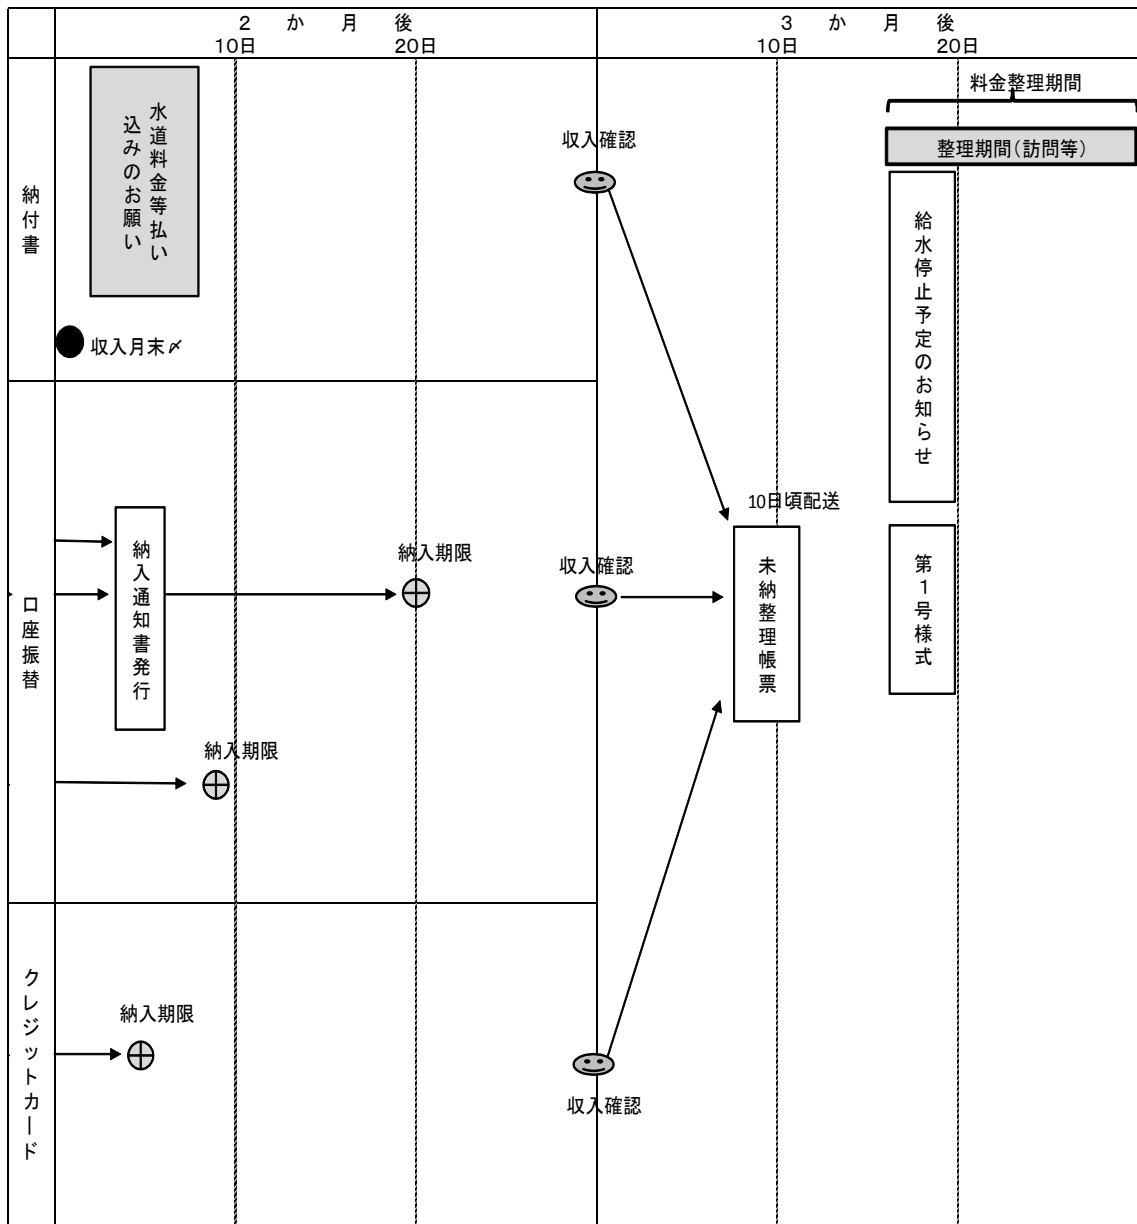 2か月後
3か月後
10日
20日
10日
20日
納付書
水道料金等払い
込みのお願い
収入月末〆
収入確認
料金整理期間
整理期間(訪問等)
給水停止予定のお知らせ
口座振替
納入通知書発行
納入期限
収入確認
10日頃配送
未納整理帳票
第1号様式
納入期限
クレジットカード
納入期限
収入確認